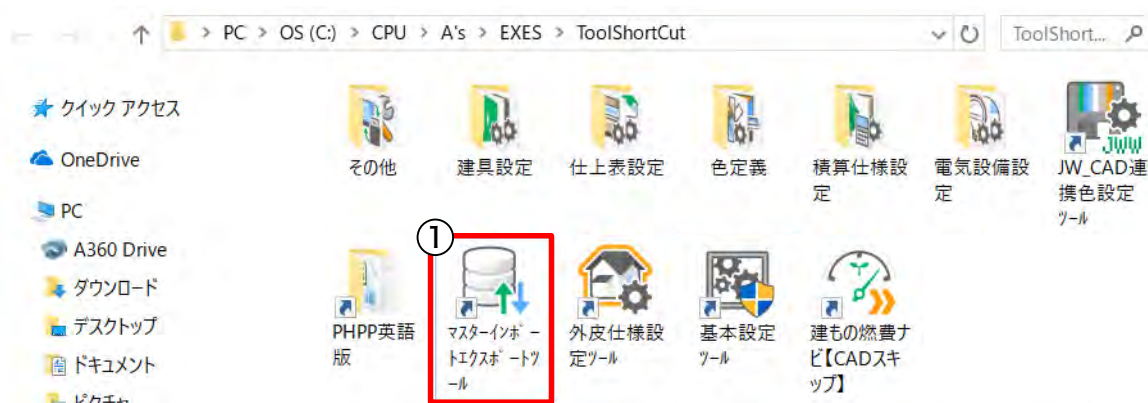 PC > OS (C:) > CPU > A's > EXES > ToolShortCut
ToolShort...
クイック アクセス
OneDrive
PC
A360 Drive
ダウンロード
デスクトップ
ドキュメント
ピクチャ
その他
建具設定
仕上表設定
色定義
積算仕様設
定
電気設備設
定
JWW
JW_CAD連
携色設定
ﾂｰﾙ
①
PHPP英語
版
ﾏｽﾀｰｲﾝﾎﾟｰ
ﾄｴｸｽﾎﾟｰﾄﾂ
ｰﾙ
外皮仕様設
定ﾂｰﾙ
基本設定
ﾂｰﾙ
建もの燃費ナ
ビ【CADスキ
ップ】